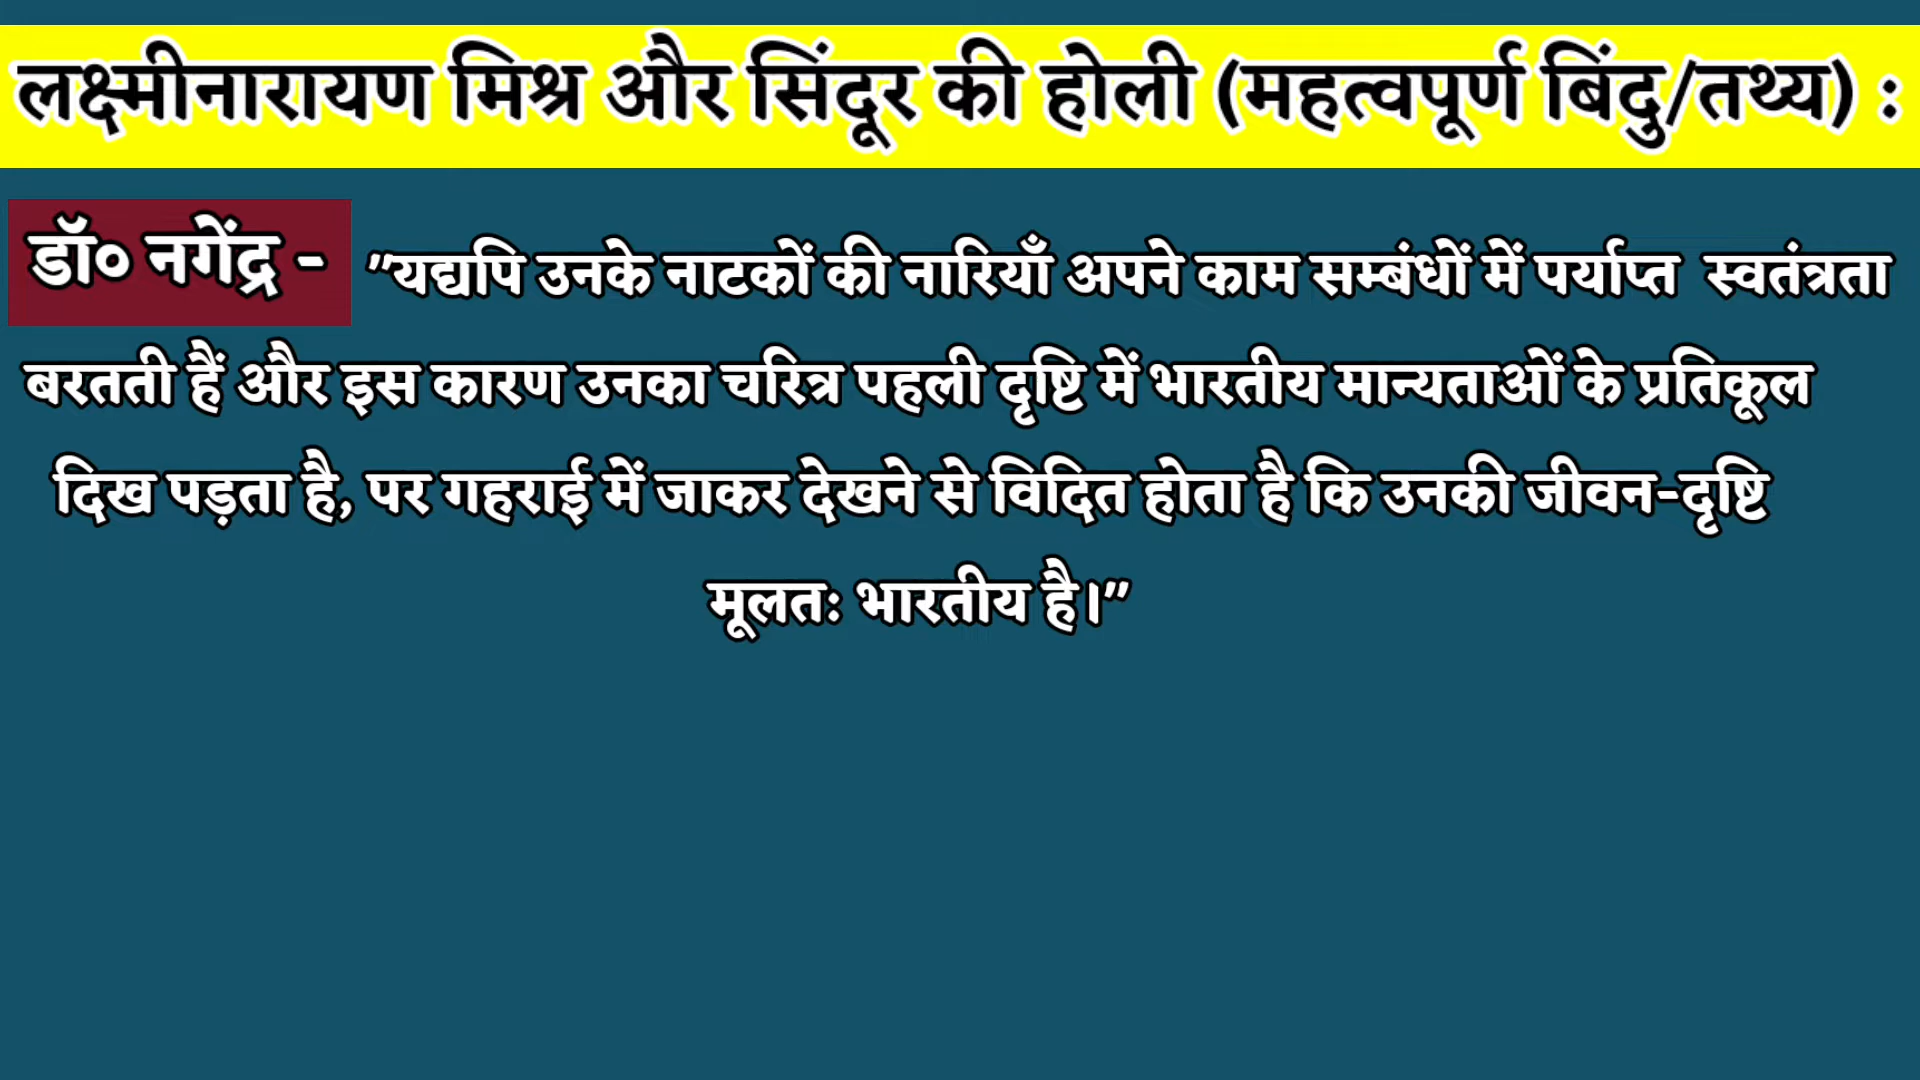 लक्ष्मीनारायण मिश्र और सिंदूर की होली (महत्वपूर्ण बिंदु/तथ्य) :
डॉ० नगेंद्र - "यद्यपि उनके नाटकों की नारियाँ अपने काम सम्बंधों में पर्याप्त स्वतंत्रता
बरतती हैं और इस कारण उनका चरित्र पहली दृष्टि में भारतीय मान्यताओं के प्रतिकूल
दिख पड़ता है, पर गहराई में जाकर देखने से विदित होता है कि उनकी जीवन-दृष्टि
मूलतः भारतीय है।"